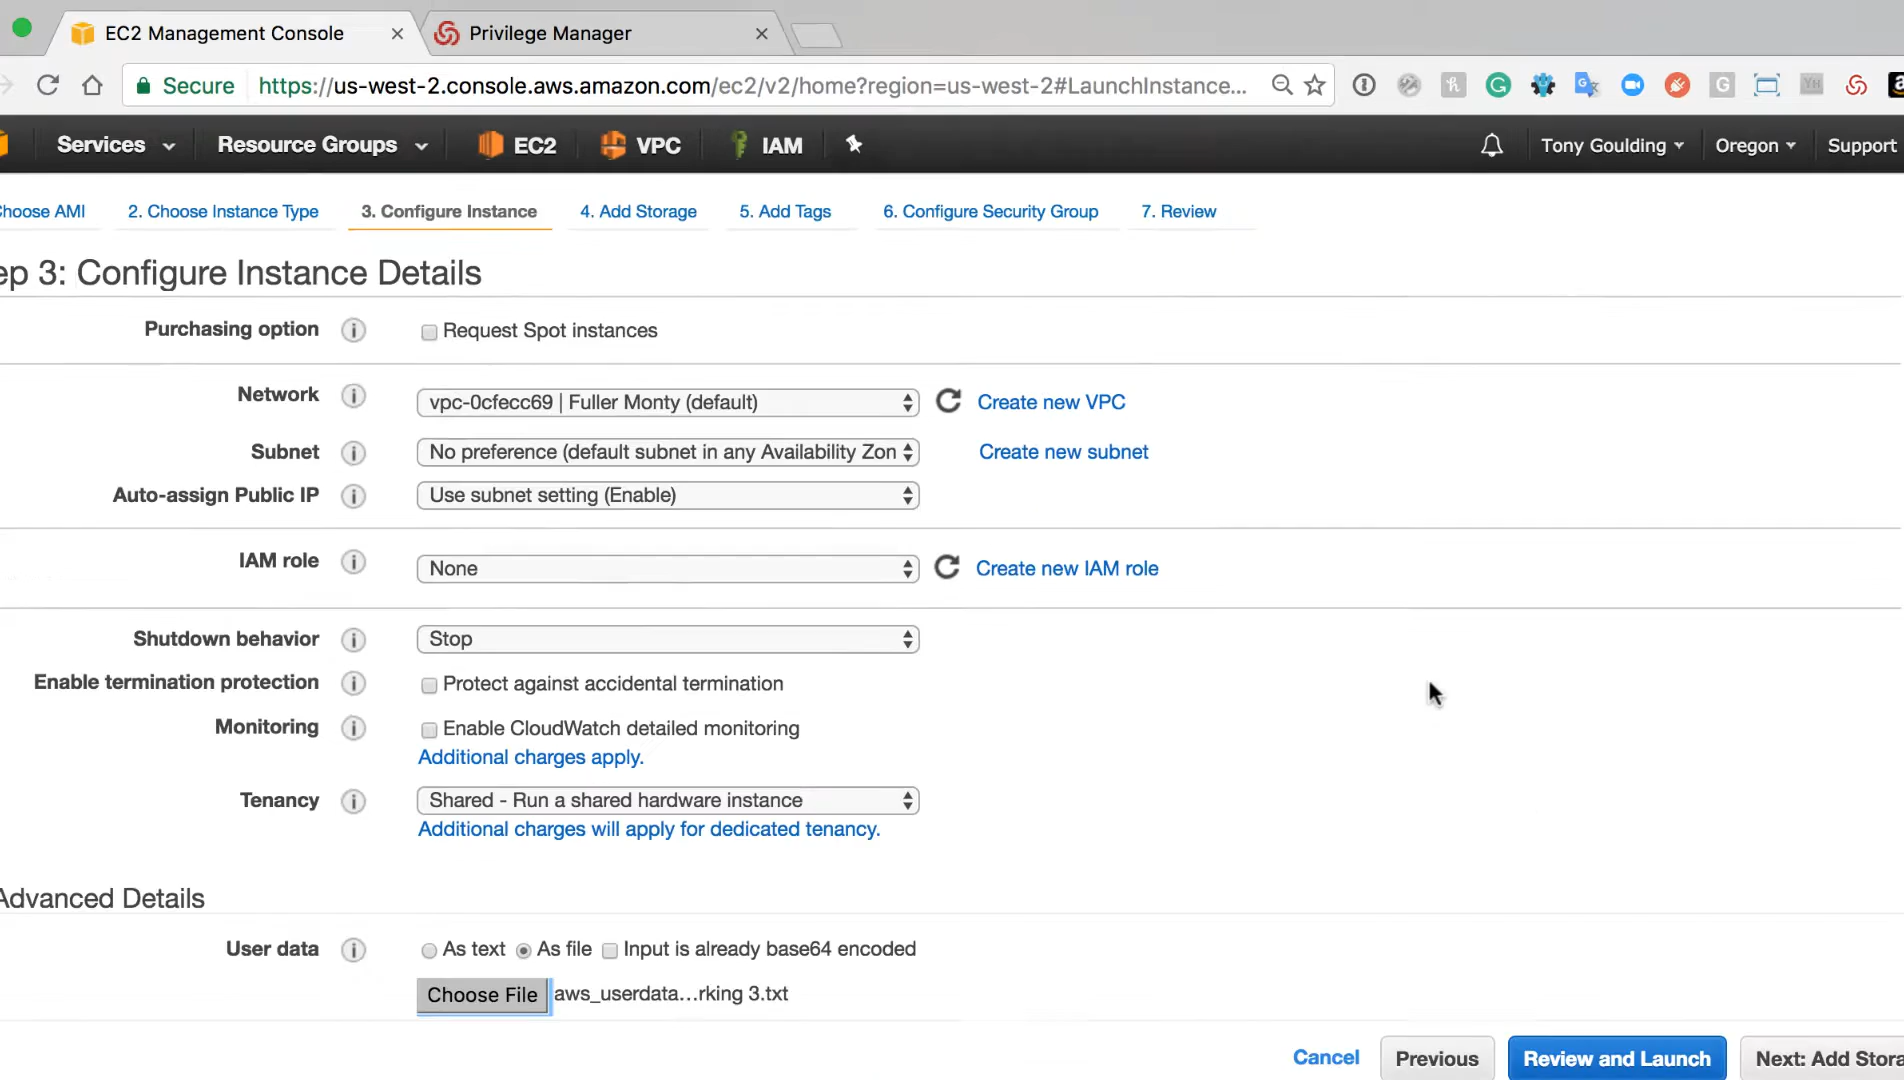 EC2 Management Console
Privilege Manager
Secure https://us-west-2.console.aws.amazon.com/ec2/v2/home?region=us-west-2#LaunchInstance...
Services Resource Groups EC2 VPC IAM Tony Goulding Oregon Support
Choose AMI 2. Choose Instance Type 3. Configure Instance 4. Add Storage 5. Add Tags 6. Configure Security Group 7. Review
ep 3: Configure Instance Details
Purchasing option Request Spot instances
Network vpc-0cfecc69 | Fuller Monty (default) Create new VPC
Subnet No preference (default subnet in any Availability Zon Create new subnet
Auto-assign Public IP Use subnet setting (Enable)
IAM role None Create new IAM role
Shutdown behavior Stop
Enable termination protection Protect against accidental termination
Monitoring Enable CloudWatch detailed monitoring
Additional charges apply.
Tenancy Shared - Run a shared hardware instance
Additional charges will apply for dedicated tenancy.
Advanced Details
User data As text As file Input is already base64 encoded
Choose File aws_userdata...rking 3.txt
Cancel Previous Review and Launch Next: Add Stora